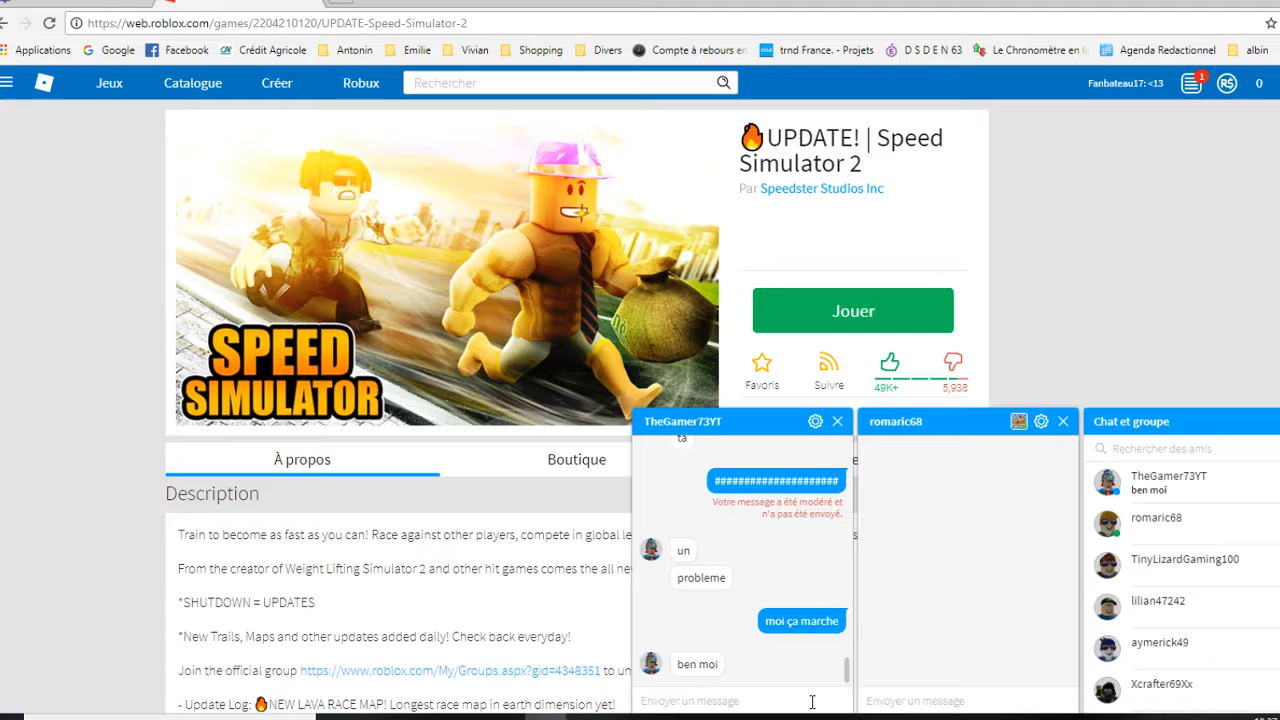 https://web.roblox.com/games/2204210120/UPDATE-Speed-Simulator-2
Applications Google Facebook Crédit Agricole Antonin Emilie Vivian Shopping Divers Compte à rebours en trnd France. - Projets D S D E N 63 Le Chronomètre en li Agenda Redactionnel albin
Jeux Catalogue Créer Robux Rechercher Fanbateau17: <13 1 R$ 0
🔥UPDATE! | Speed
Simulator 2
Par Speedster Studios Inc
SPEED
SIMULATOR
Jouer
Favoris Suivre 49K+ 5,938
À propos Boutique
Description
Train to become as fast as you can! Race against other players, compete in global le
From the creator of Weight Lifting Simulator 2 and other hit games comes the all ne
*SHUTDOWN = UPDATES
*New Trails, Maps and other updates added daily! Check back everyday!
Join the official group https://www.roblox.com/My/Groups.aspx?gid=4348351 to un
- Update Log: 🔥NEW LAVA RACE MAP! Longest race map in earth dimension yet!
TheGamer73YT
ta
#####################
Votre message a été modéré et
n'a pas été envoyé.
un
probleme
moi ça marche
ben moi
Envoyer un message
romaric68
Envoyer un message
Chat et groupe
Rechercher des amis
TheGamer73YT
ben moi
romaric68
TinyLizardGaming100
lilian47242
aymerick49
Xcrafter69Xx